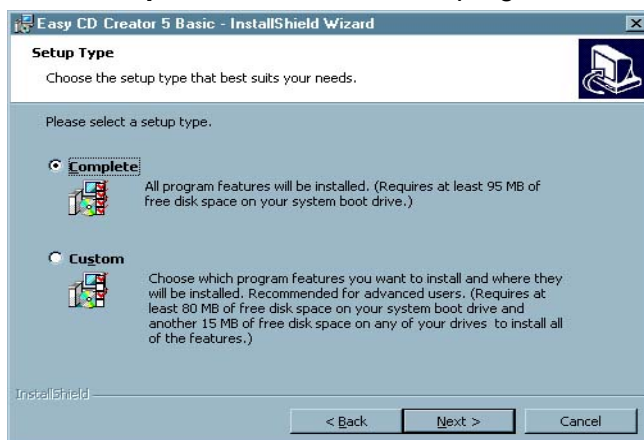 Easy CD Creator 5 Basic - InstallShield Wizard
Setup Type
Choose the setup type that best suits your needs.
Please select a setup type.
Complete
All program features will be installed. (Requires at least 95 MB of
free disk space on your system boot drive.)
Custom
Choose which program features you want to install and where they
will be installed. Recommended for advanced users. (Requires at
least 80 MB of free disk space on your system boot drive and
another 15 MB of free disk space on any of your drives to install all
of the features.)
InstallShield
< Back Next > Cancel